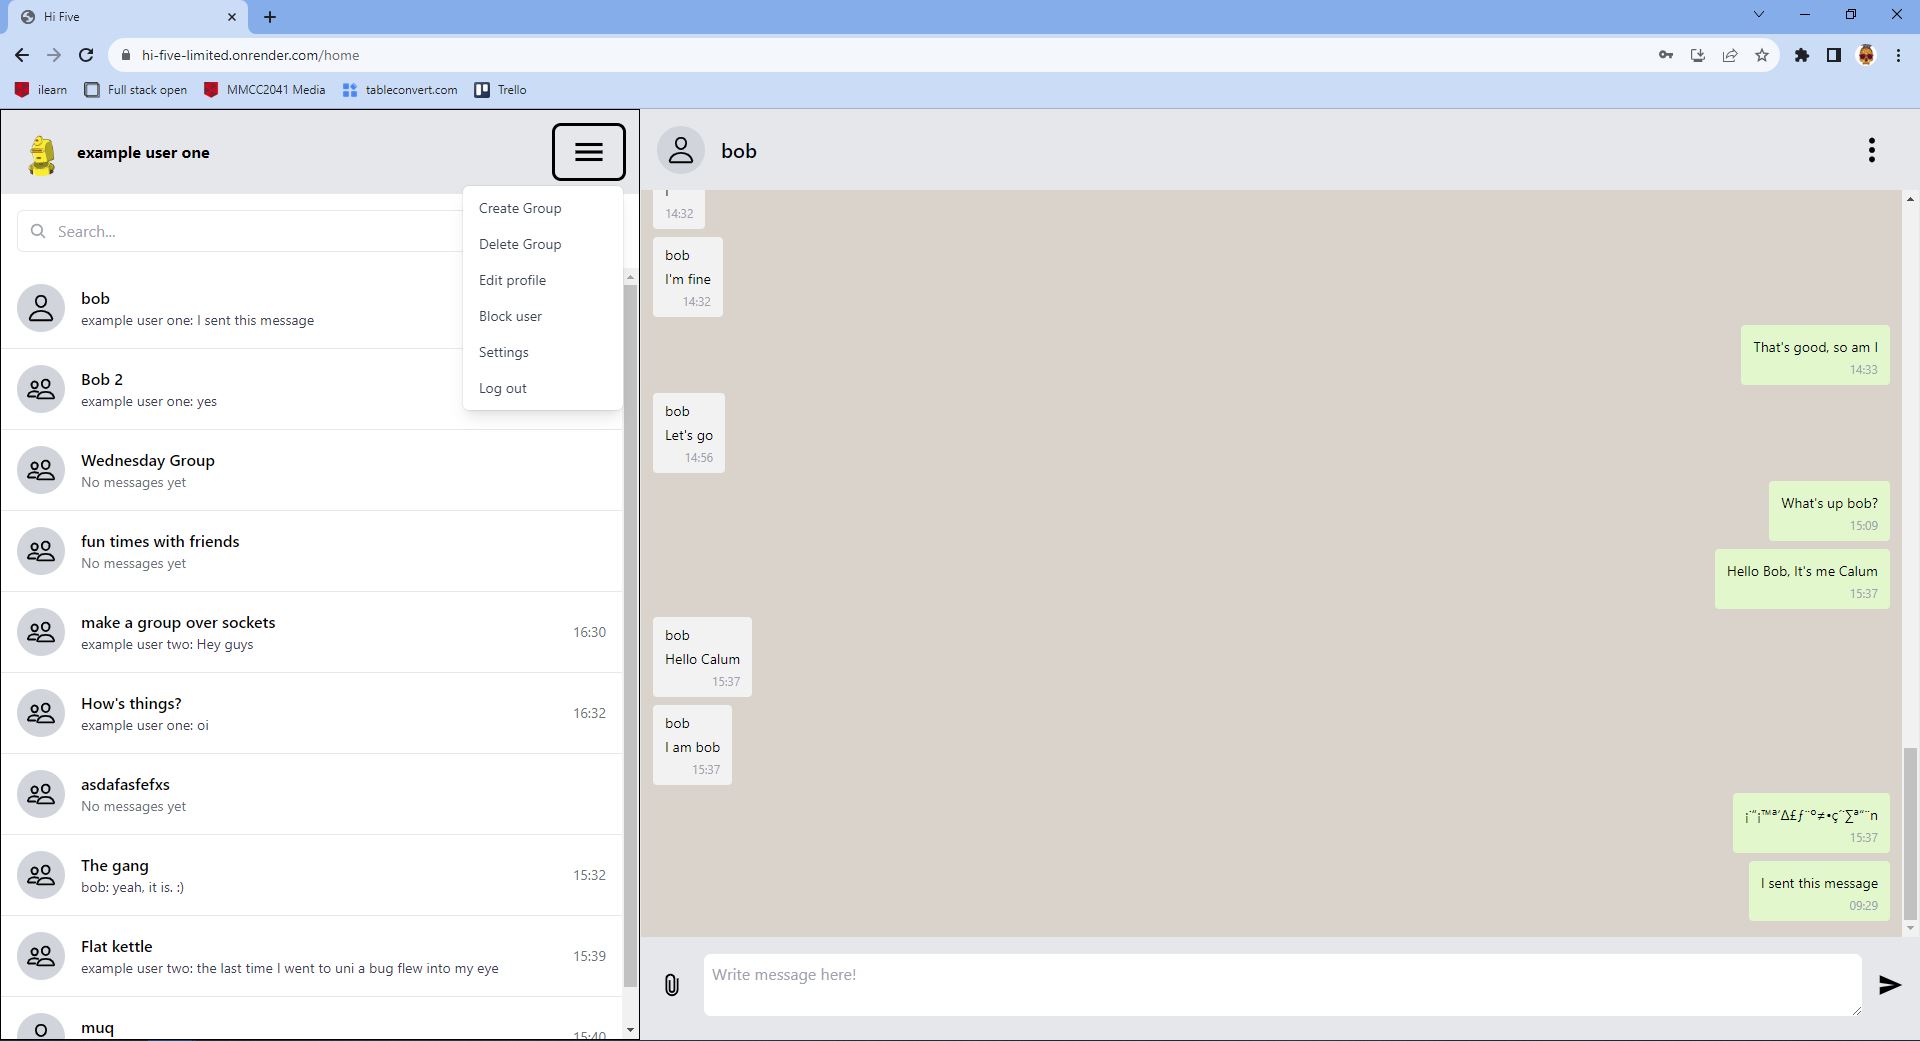 Hi Five
hi-five-limited.onrender.com/home
ilearn
Full stack open
MMCC2041 Media
tableconvert.com
Trello
example user one
Create Group
Delete Group
Edit profile
Block user
Settings
Log out
Search...
bob
example user one: I sent this message
Bob 2
example user one: yes
Wednesday Group
No messages yet
fun times with friends
No messages yet
make a group over sockets
example user two: Hey guys
16:30
How's things?
example user one: oi
16:32
asdafasfefxs
No messages yet
The gang
bob: yeah, it is. :)
15:32
Flat kettle
example user two: the last time I went to uni a bug flew into my eye
15:39
muq
15:40
bob
14:32
bob
I'm fine
14:32
That's good, so am I
14:33
bob
Let's go
14:56
What's up bob?
15:09
Hello Bob, It's me Calum
15:37
bob
Hello Calum
15:37
bob
I am bob
15:37
15:37
I sent this message
09:29
Write message here!